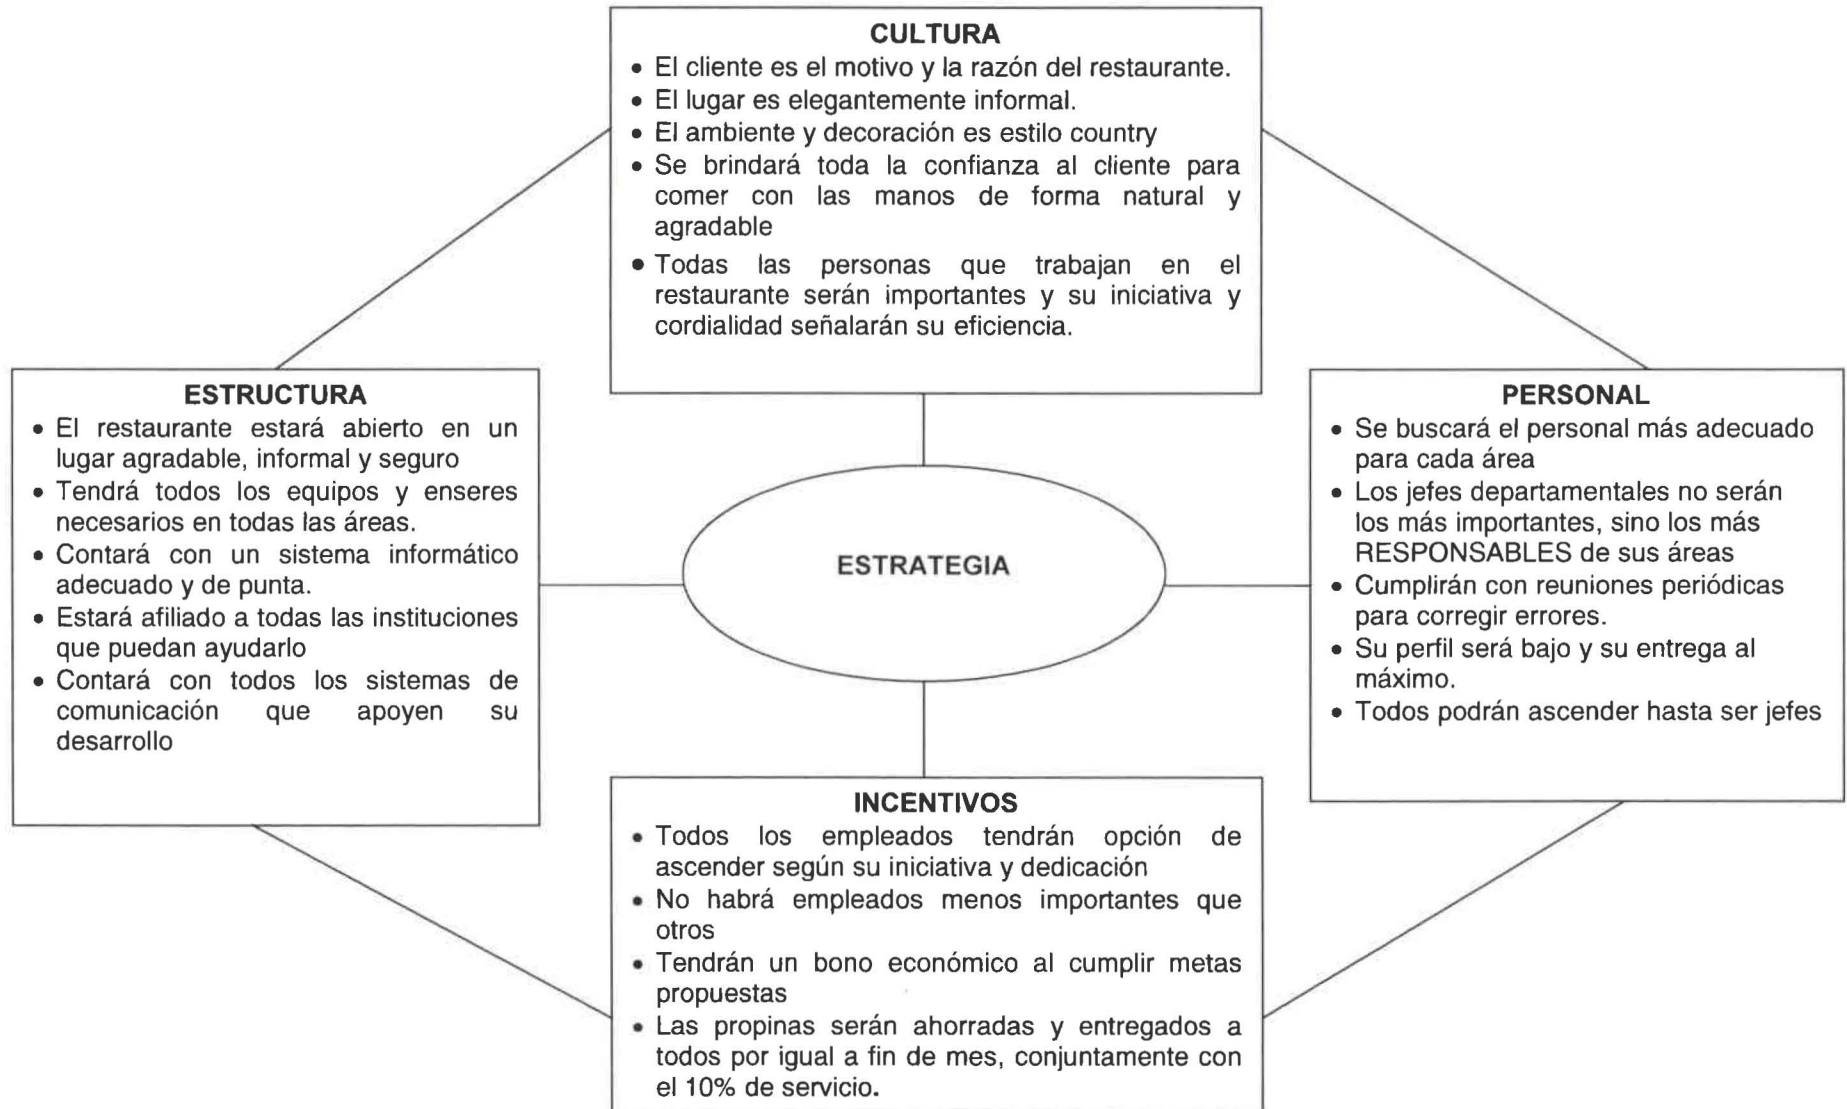 CULTURA
• El cliente es el motivo y la razón del restaurante.
• El lugar es elegantemente informal.
• El ambiente y decoración es estilo country
• Se brindará toda la confianza al cliente para
comer con las manos de forma natural y
agradable
• Todas las personas que trabajan en el
restaurante serán importantes y su iniciativa y
cordialidad señalarán su eficiencia.
ESTRUCTURA
• El restaurante estará abierto en un
lugar agradable, informal y seguro
• Tendrá todos los equipos y enseres
necesarios en todas las áreas.
• Contará con un sistema informático
adecuado y de punta.
• Estará afiliado a todas las instituciones
que puedan ayudarlo
• Contará con todos los sistemas de
comunicación que apoyen su
desarrollo
ESTRATEGIA
PERSONAL
• Se buscará el personal más adecuado
para cada área
• Los jefes departamentales no serán
los más importantes, sino los más
RESPONSABLES de sus áreas
• Cumplirán con reuniones periódicas
para corregir errores.
• Su perfil será bajo y su entrega al
máximo.
• Todos podrán ascender hasta ser jefes
INCENTIVOS
• Todos los empleados tendrán opción de
ascender según su iniciativa y dedicación
• No habrá empleados menos importantes que
otros
• Tendrán un bono económico al cumplir metas
propuestas
• Las propinas serán ahorradas y entregados a
todos por igual a fin de mes, conjuntamente con
el 10% de servicio.